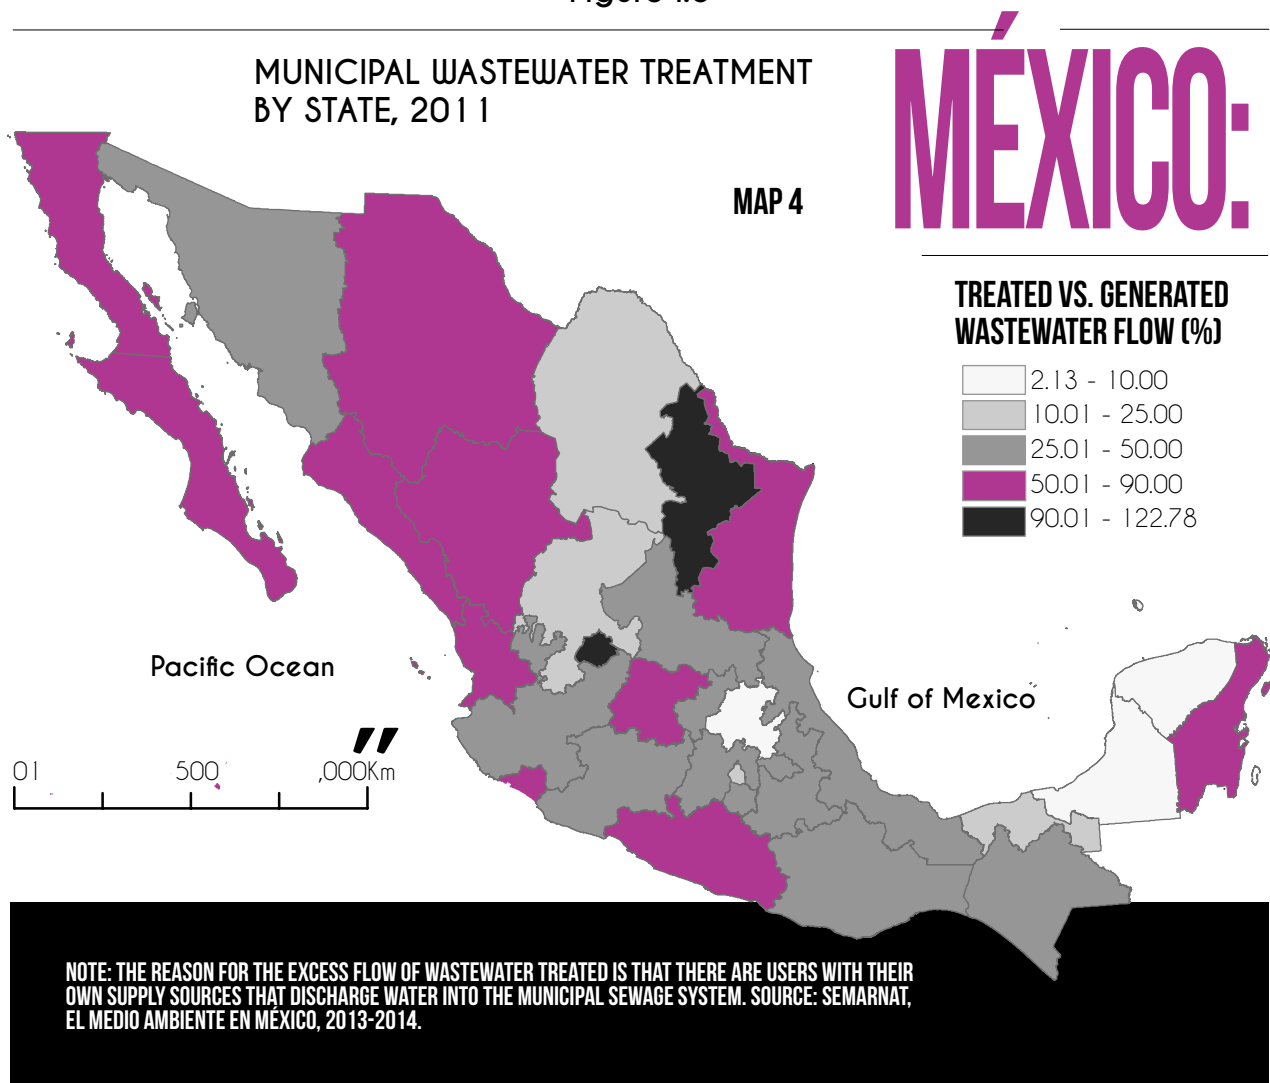 MUNICIPAL WASTEWATER TREATMENT
BY STATE, 2011
MÉXICO:
MAP 4
TREATED VS. GENERATED
WASTEWATER FLOW (%)
2.13 - 10.00
10.01 - 25.00
25.01 - 50.00
50.01 - 90.00
90.01 - 122.78
Pacific Ocean
Gulf of Mexico
01 500 ,000Km
NOTE: THE REASON FOR THE EXCESS FLOW OF WASTEWATER TREATED IS THAT THERE ARE USERS WITH THEIR
OWN SUPPLY SOURCES THAT DISCHARGE WATER INTO THE MUNICIPAL SEWAGE SYSTEM. SOURCE: SEMARNAT,
EL MEDIO AMBIENTE EN MÉXICO, 2013-2014.